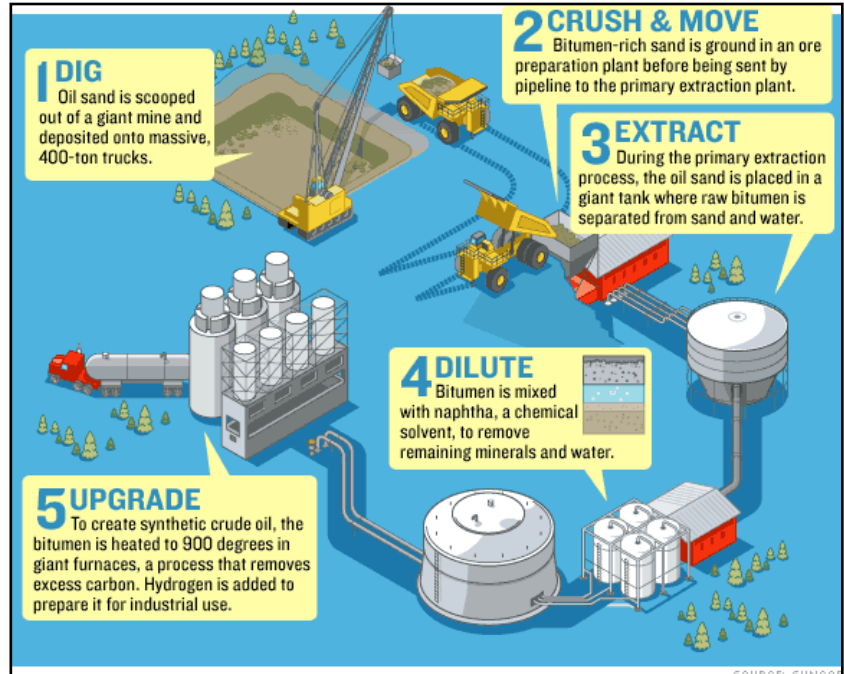 1 DIG
Oil sand is scooped
out of a giant mine and
deposited onto massive,
400-ton trucks.
2 CRUSH & MOVE
Bitumen-rich sand is ground in an ore
preparation plant before being sent by
pipeline to the primary extraction plant.
3 EXTRACT
During the primary extraction
process, the oil sand is placed in a
giant tank where raw bitumen is
separated from sand and water.
4 DILUTE
Bitumen is mixed
with naphtha, a chemical
solvent, to remove
remaining minerals and water.
5 UPGRADE
To create synthetic crude oil, the
bitumen is heated to 900 degrees in
giant furnaces, a process that removes
excess carbon. Hydrogen is added to
prepare it for industrial use.